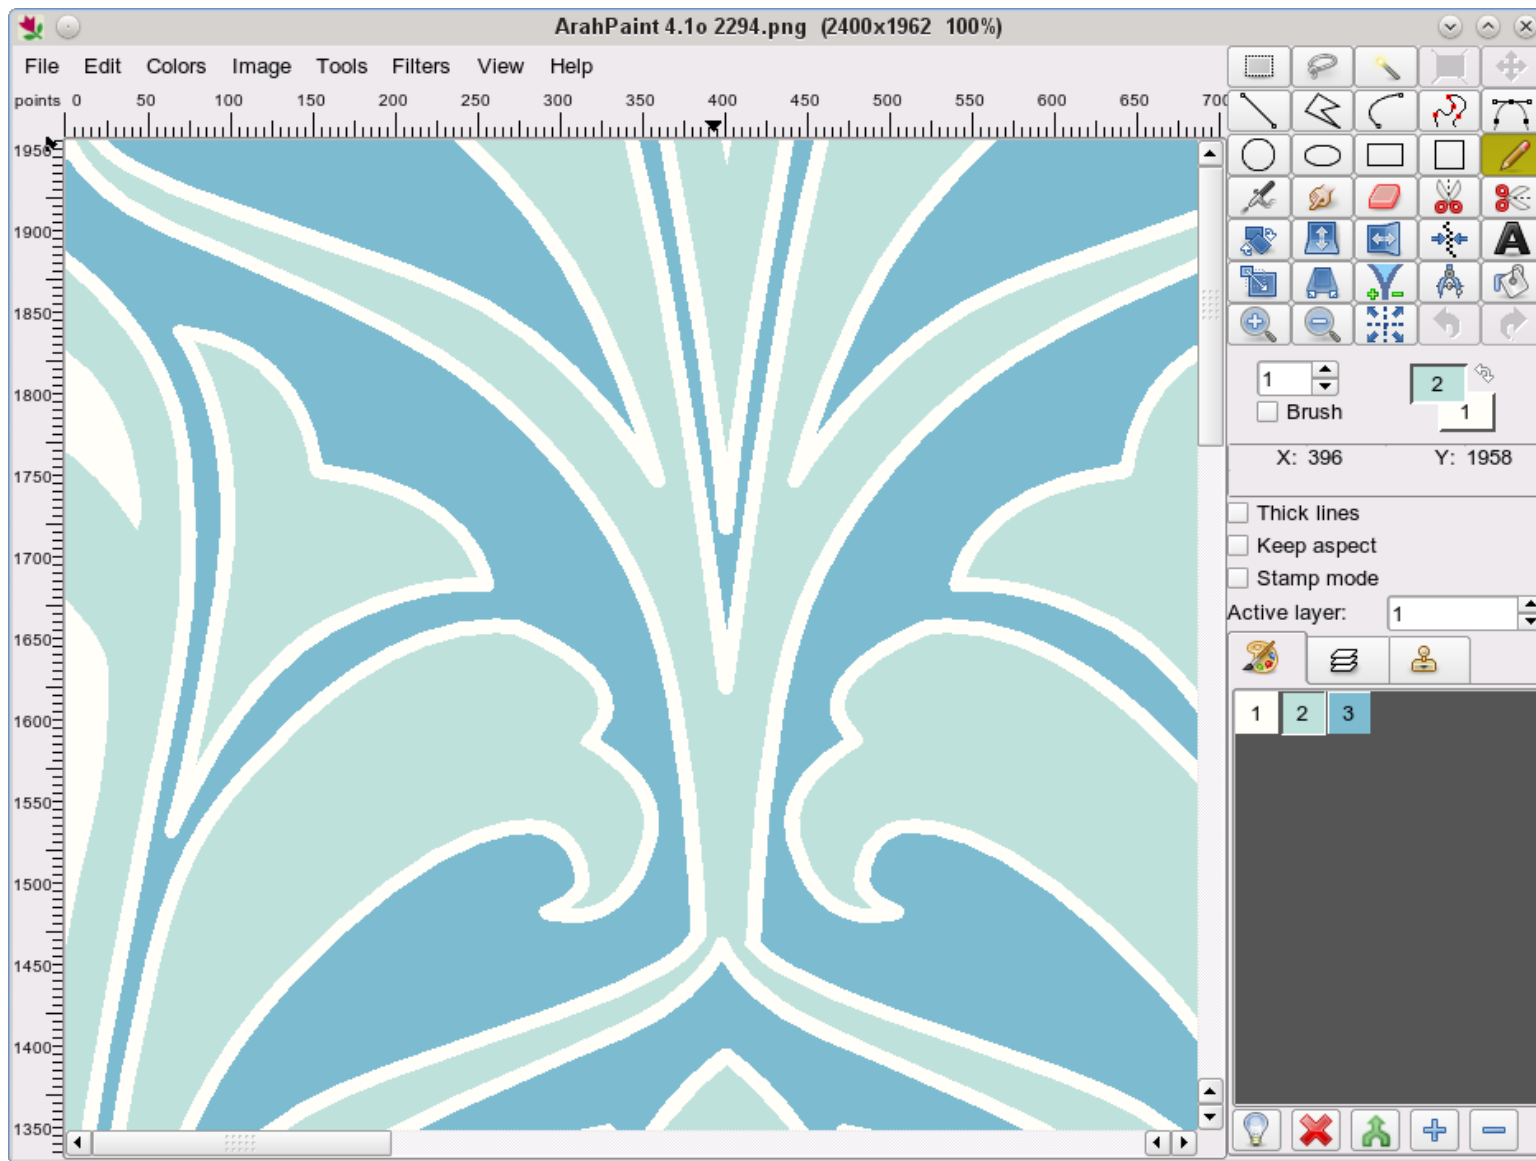 ArahPaint 4.1o 2294.png (2400x1962 100%)
File Edit Colors Image Tools Filters View Help
points 0 50 100 150 200 250 300 350 400 450 500 550 600 650 700
1950
1900
1850
1800
1750
1700
1650
1600
1550
1500
1450
1400
1350
A
1
2
Brush
1
X: 396 Y: 1958
Thick lines
Keep aspect
Stamp mode
Active layer: 1
1 2 3